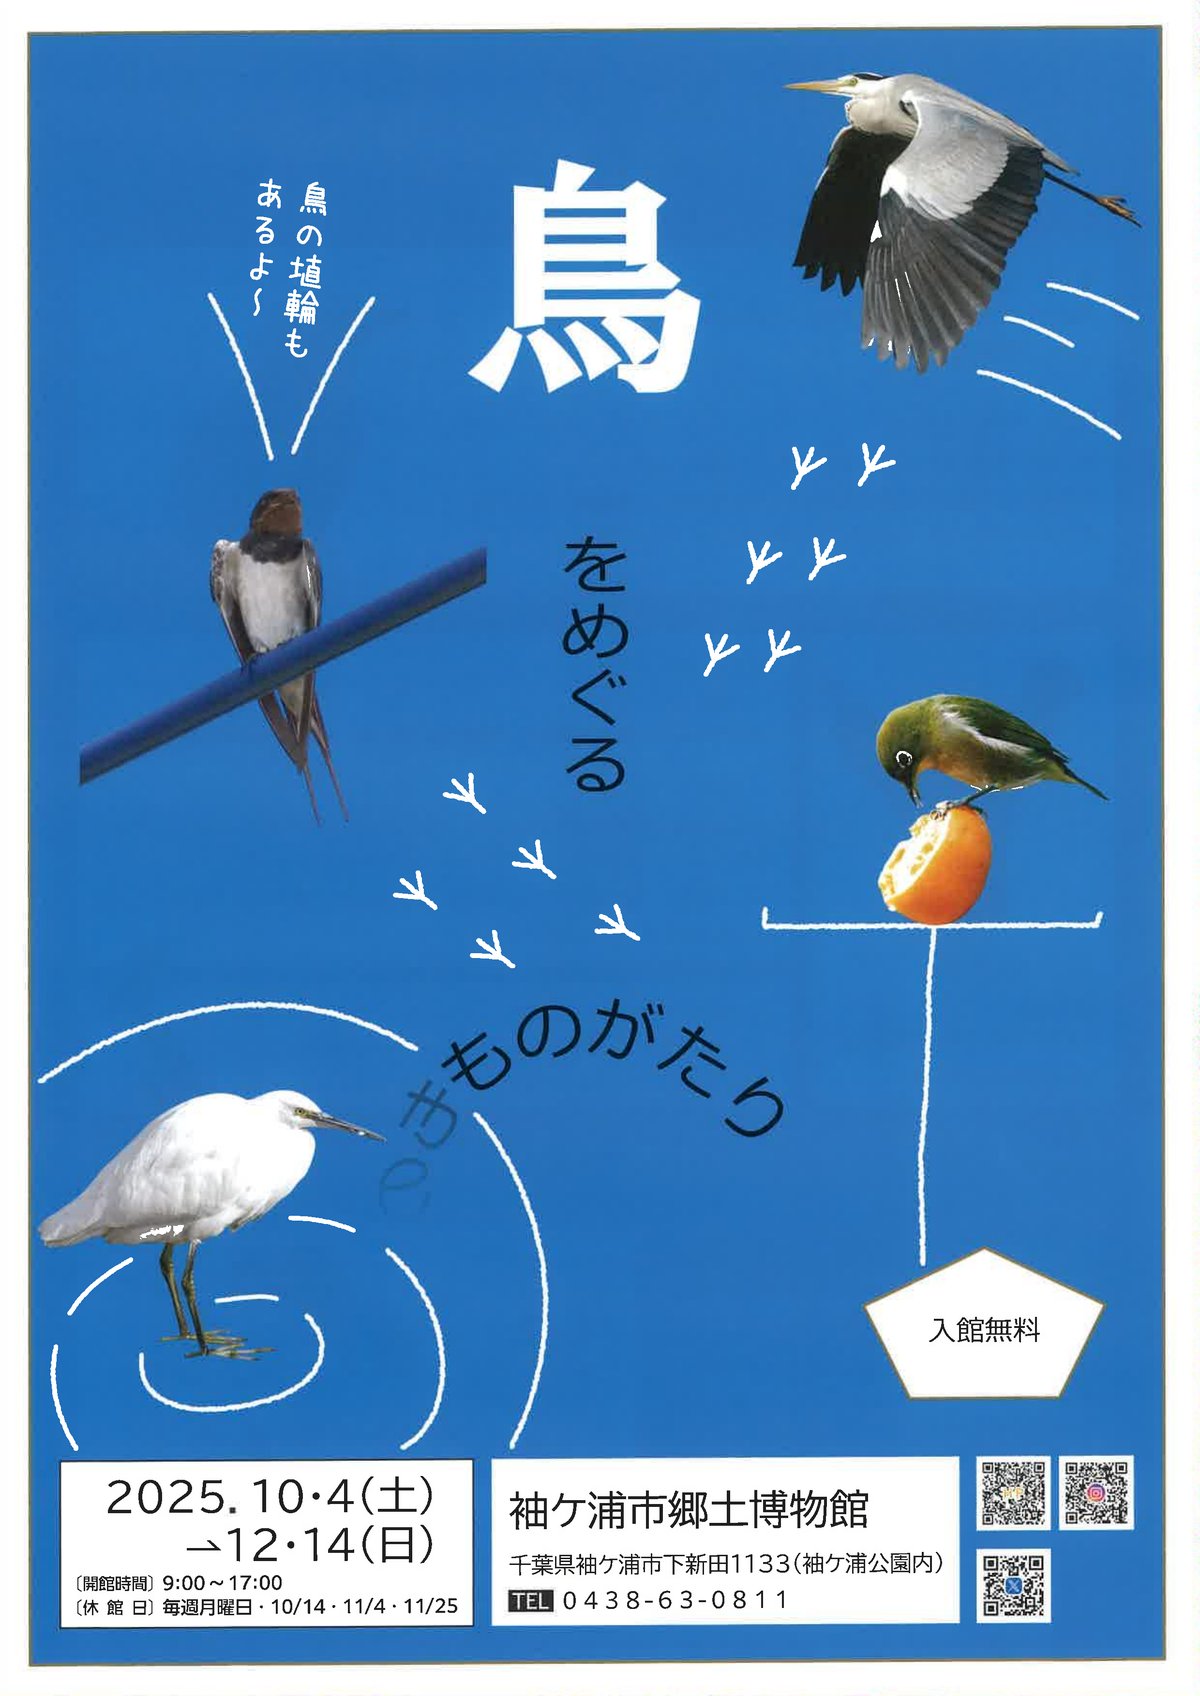 鳥
をめぐる
ときものがたり
鳥の埴輪も
あるよ～
入館無料
2025.10・4(土)
→12・14(日)
〔開館時間〕9:00～17:00
〔休館日〕毎週月曜日・10/14・11/4・11/25
袖ケ浦市郷土博物館
千葉県袖ケ浦市下新田1133(袖ケ浦公園内)
TEL 0438-63-0811
HP